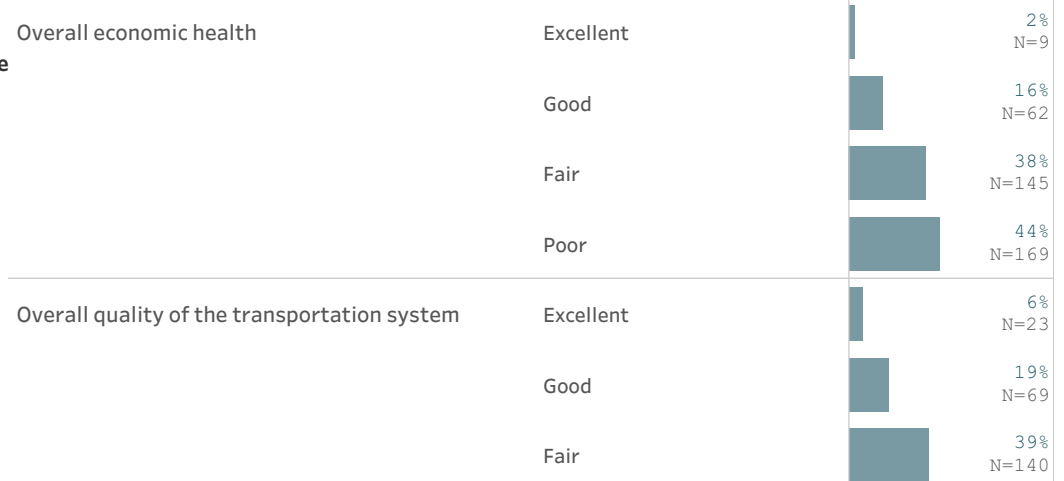 Overall economic health Excellent 2%
N=9
e
Good 16%
N=62
Fair 38%
N=145
Poor 44%
N=169
Overall quality of the transportation system Excellent 6%
N=23
Good 19%
N=69
Fair 39%
N=140